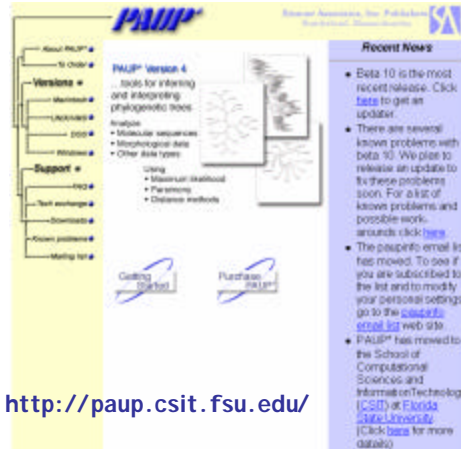 PAUP*
Sinauer Associates, Inc. Publishers
Sunderland, Massachusetts
About PAUP*
To Order
Versions
Macintosh
UNIX/VMS
DOS
Windows
Support
FAQ
Tech exchange
Downloads
Known problems
Mailing list
PAUP* Version 4
... tools for inferring
and interpreting
phylogenetic trees.
Analyze
• Molecular sequences
• Morphological data
• Other data types
Using
• Maximum likelihood
• Parsimony
• Distance methods
Getting
Started
Purchase
PAUP*
http://paup.csit.fsu.edu/
Recent News
• Beta 10 is the most
recent release. Click
here to get an
updater.
• There are several
known problems with
beta 10. We plan to
release an update to
fix these problems
soon. For a list of
known problems and
possible work-
arounds click here.
• The paupinfo email list
has moved. To see if
you are subscribed to
the list and to modify
your personal settings
go to the paupinfo
email list web site.
• PAUP* has moved to
the School of
Computational
Sciences and
InformationTechnolog
(CSIT) at Florida
State University.
(Click here for more
details)